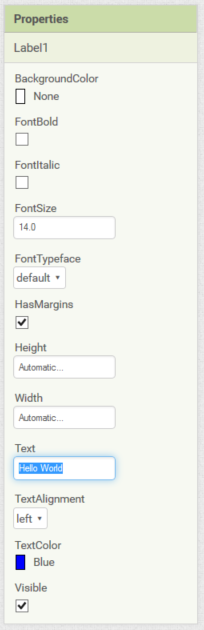 Properties
Label1
BackgroundColor
None
FontBold
FontItalic
FontSize
14.0
FontTypeface
default
HasMargins
Height
Automatic...
Width
Automatic...
Text
Hello World
TextAlignment
left
TextColor
Blue
Visible